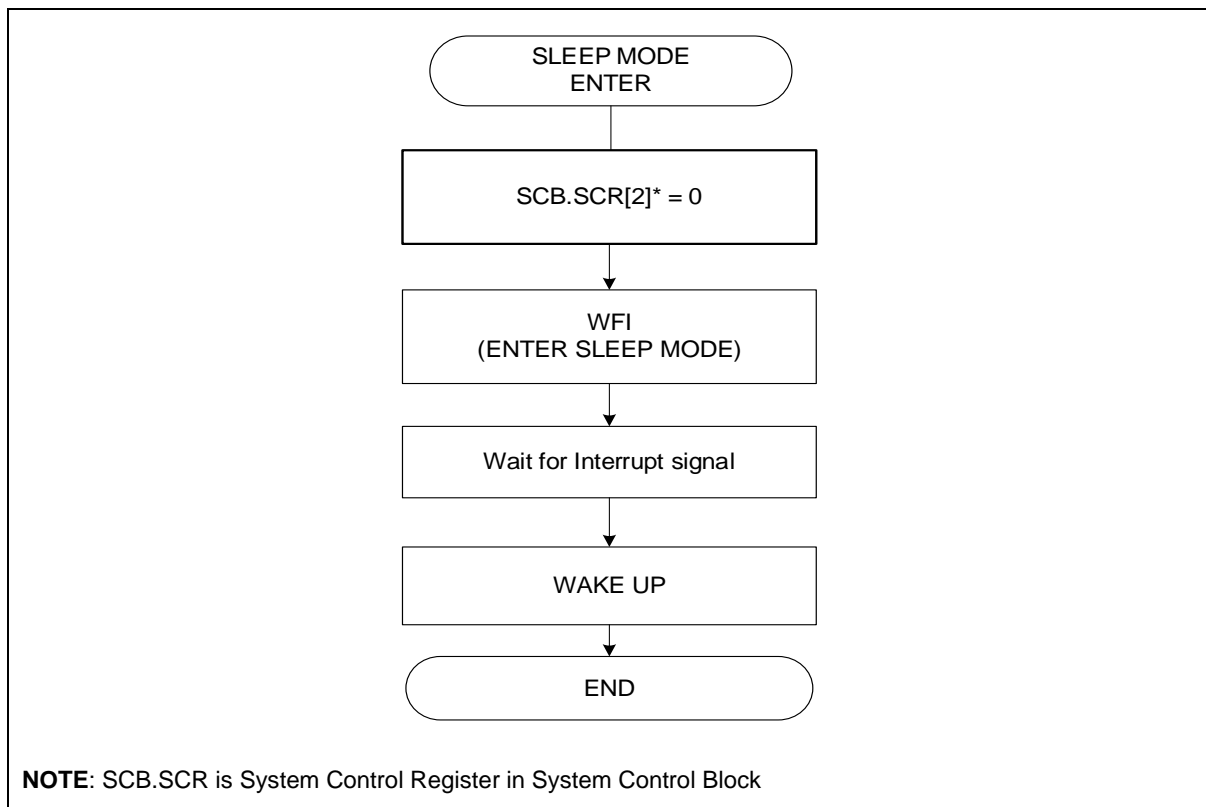 SLEEP MODE
ENTER
SCB.SCR[2]* = 0
WFI
(ENTER SLEEP MODE)
Wait for Interrupt signal
WAKE UP
END
NOTE: SCB.SCR is System Control Register in System Control Block